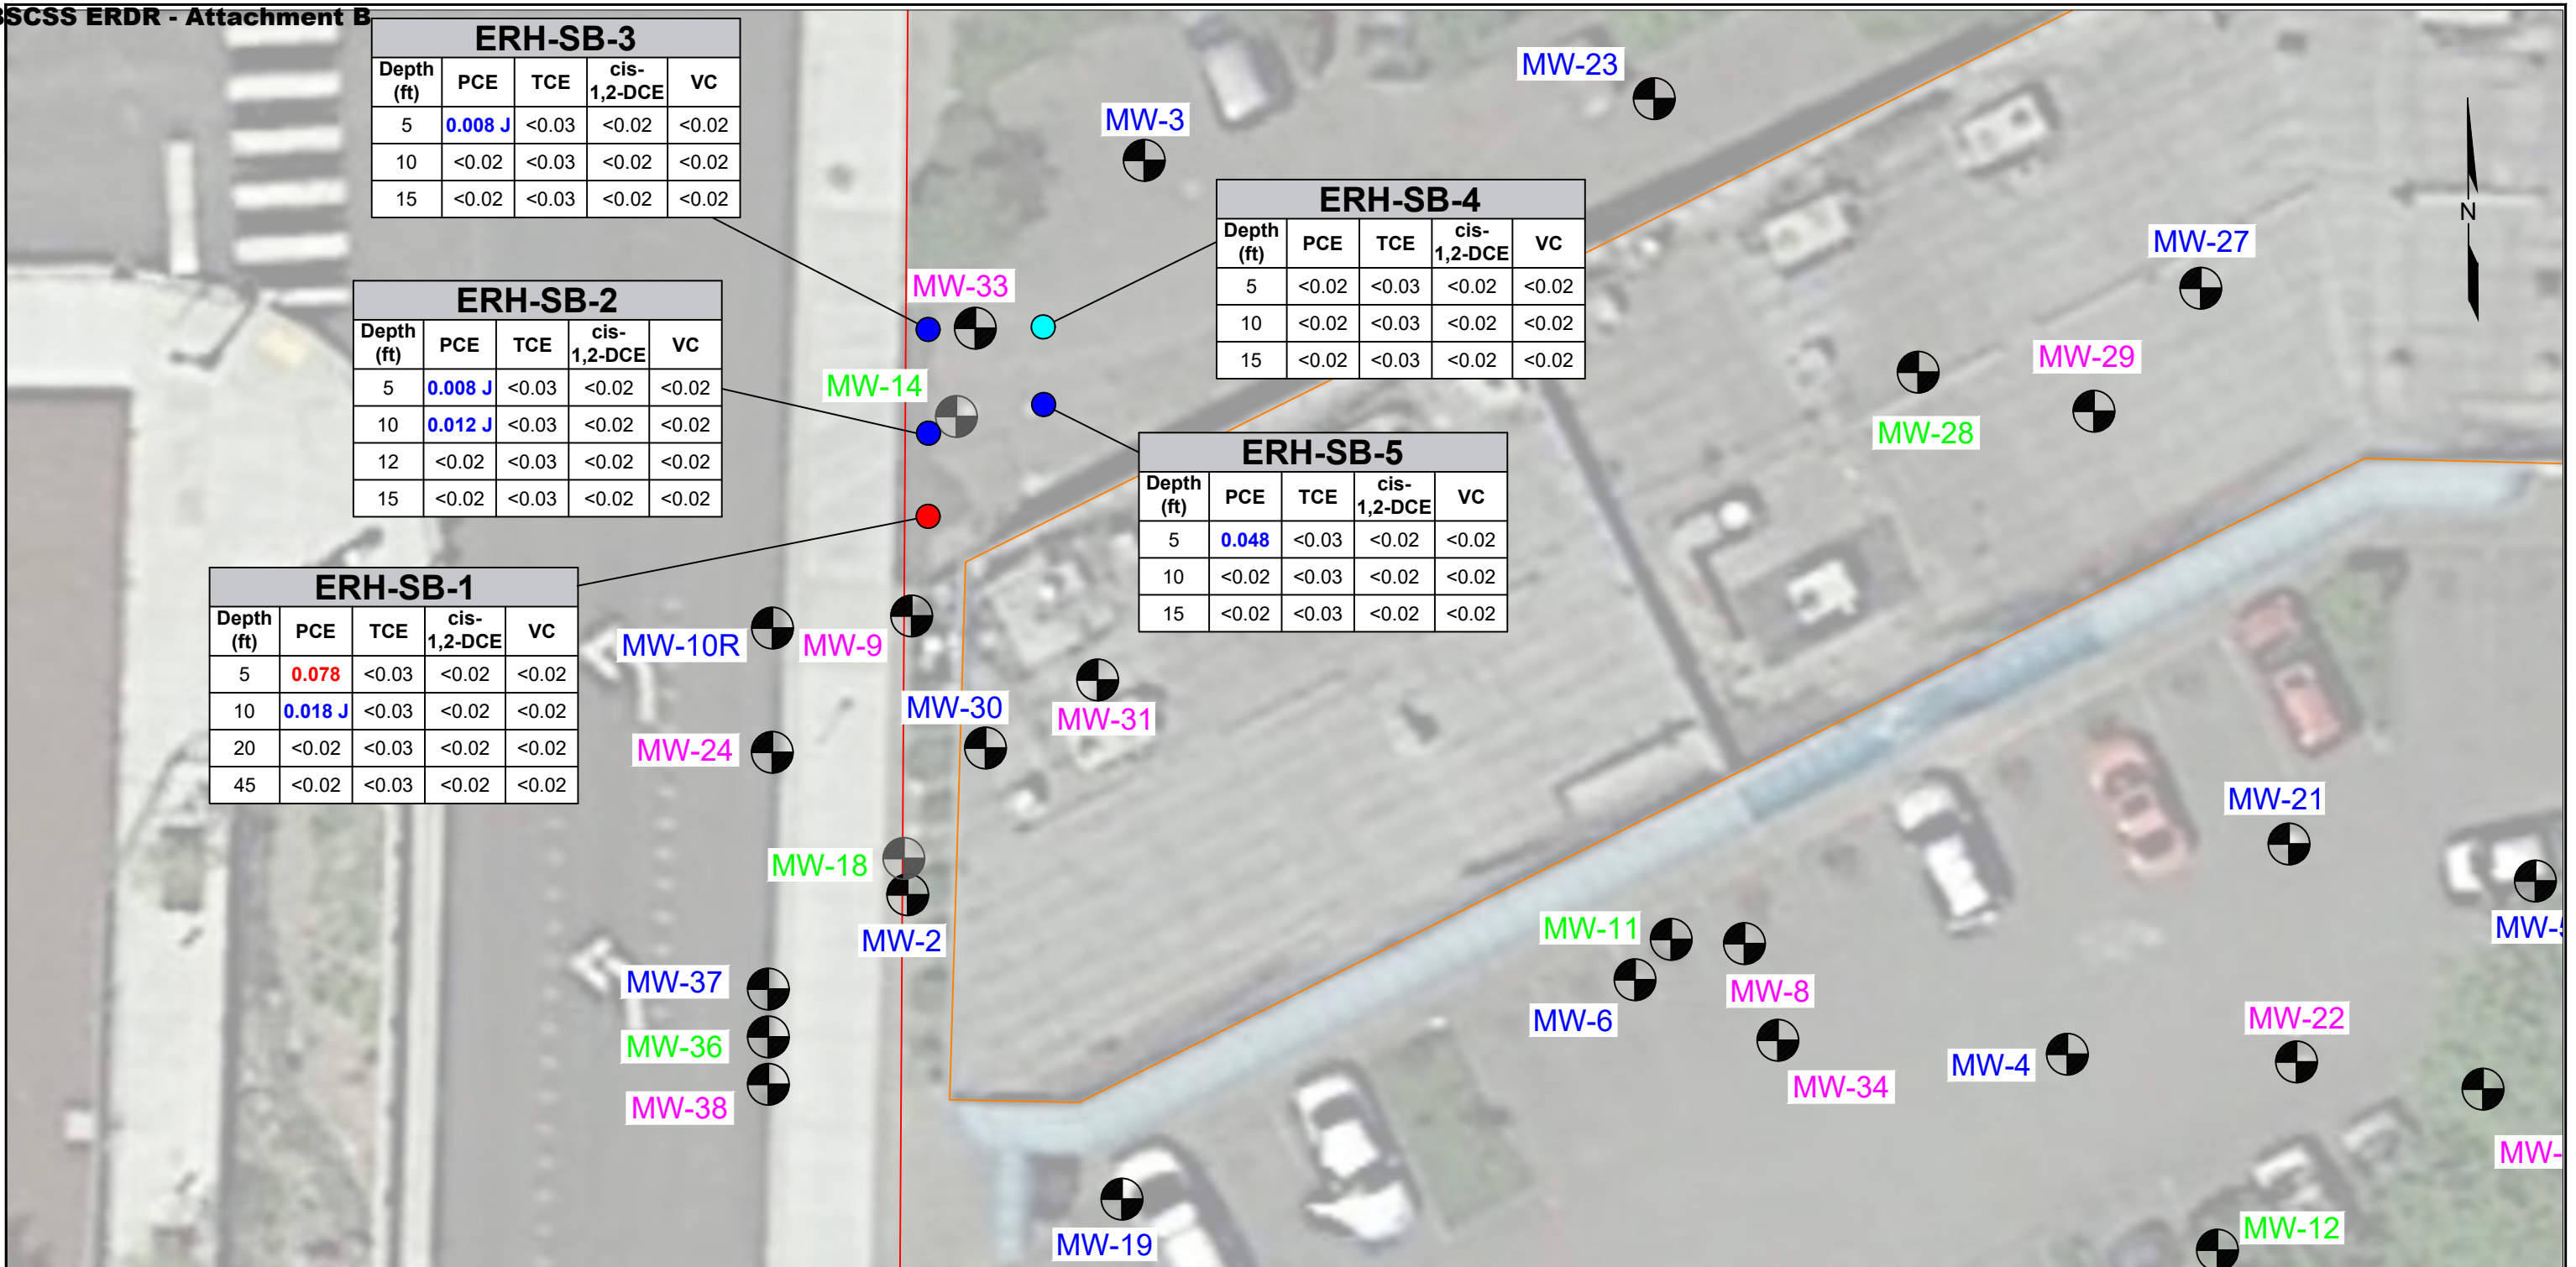 SCSS ERDR - Attachment B
ERH-SB-3
Depth (ft) PCE TCE cis-1,2-DCE VC
5 0.008 J <0.03 <0.02 <0.02
10 <0.02 <0.03 <0.02 <0.02
15 <0.02 <0.03 <0.02 <0.02
MW-23
MW-3
ERH-SB-4
Depth (ft) PCE TCE cis-1,2-DCE VC
5 <0.02 <0.03 <0.02 <0.02
10 <0.02 <0.03 <0.02 <0.02
15 <0.02 <0.03 <0.02 <0.02
N
MW-27
MW-33
ERH-SB-2
Depth (ft) PCE TCE cis-1,2-DCE VC
5 0.008 J <0.03 <0.02 <0.02
10 0.012 J <0.03 <0.02 <0.02
12 <0.02 <0.03 <0.02 <0.02
15 <0.02 <0.03 <0.02 <0.02
MW-14
MW-29
MW-28
ERH-SB-5
Depth (ft) PCE TCE cis-1,2-DCE VC
5 0.048 <0.03 <0.02 <0.02
10 <0.02 <0.03 <0.02 <0.02
15 <0.02 <0.03 <0.02 <0.02
ERH-SB-1
Depth (ft) PCE TCE cis-1,2-DCE VC
5 0.078 <0.03 <0.02 <0.02
10 0.018 J <0.03 <0.02 <0.02
20 <0.02 <0.03 <0.02 <0.02
45 <0.02 <0.03 <0.02 <0.02
MW-10R
MW-9
MW-30
MW-31
MW-24
MW-21
MW-18
MW-2
MW-11
MW-37
MW-8
MW-6
MW-36
MW-22
MW-4
MW-34
MW-38
MW-
MW-19
MW-12